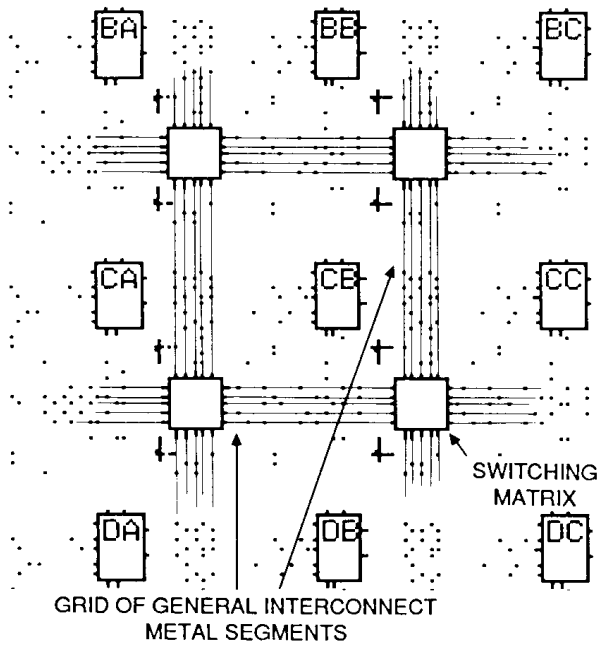 BA BB BC
CA CB CC
SWITCHING
MATRIX
DA DB DC
GRID OF GENERAL INTERCONNECT
METAL SEGMENTS